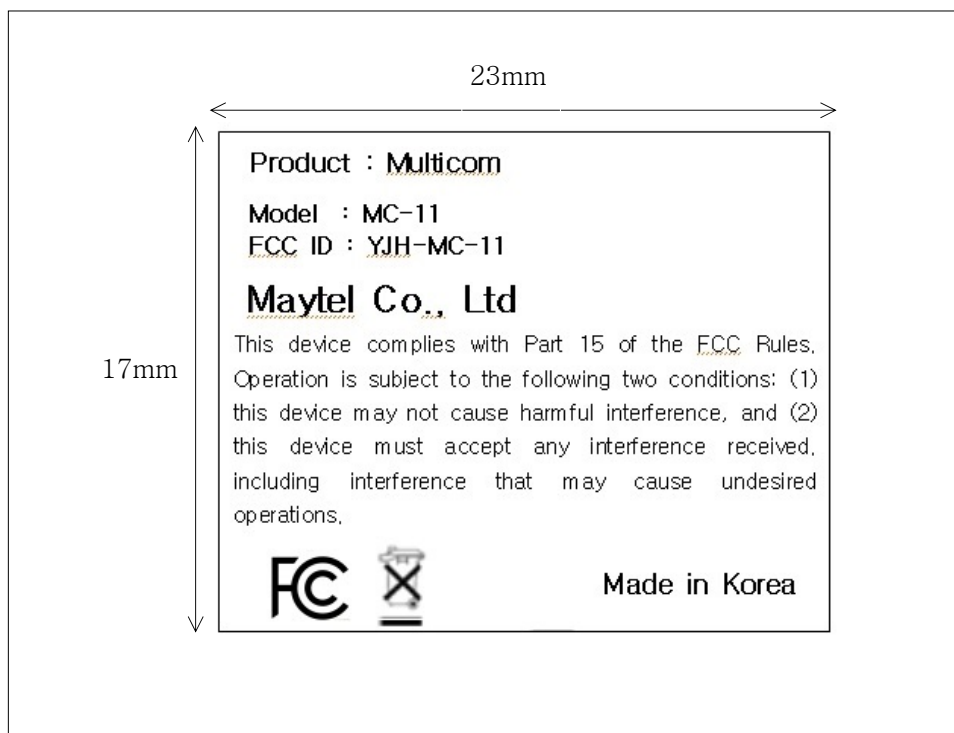 23mm
17mm
Product : Multicom
Model : MC-11
FCC ID : YJH-MC-11
Maytel Co., Ltd
This device complies with Part 15 of the FCC Rules.
Operation is subject to the following two conditions: (1)
this device may not cause harmful interference, and (2)
this device must accept any interference received,
including interference that may cause undesired
operations.
FC
Made in Korea